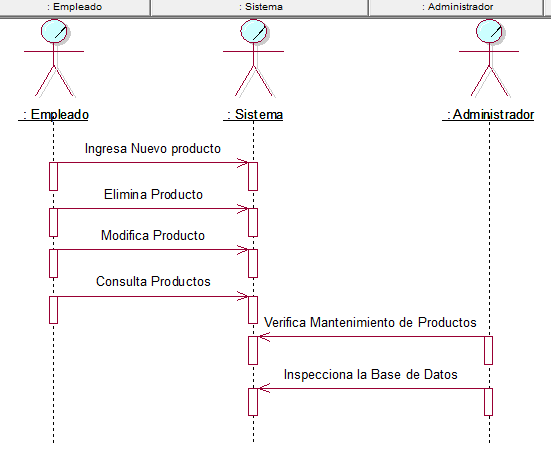 : Empleado
: Sistema
: Administrador
: Empleado
: Sistema
: Administrador
Ingresa Nuevo producto
Elimina Producto
Modifica Producto
Consulta Productos
Verifica Mantenimiento de Productos
Inspecciona la Base de Datos